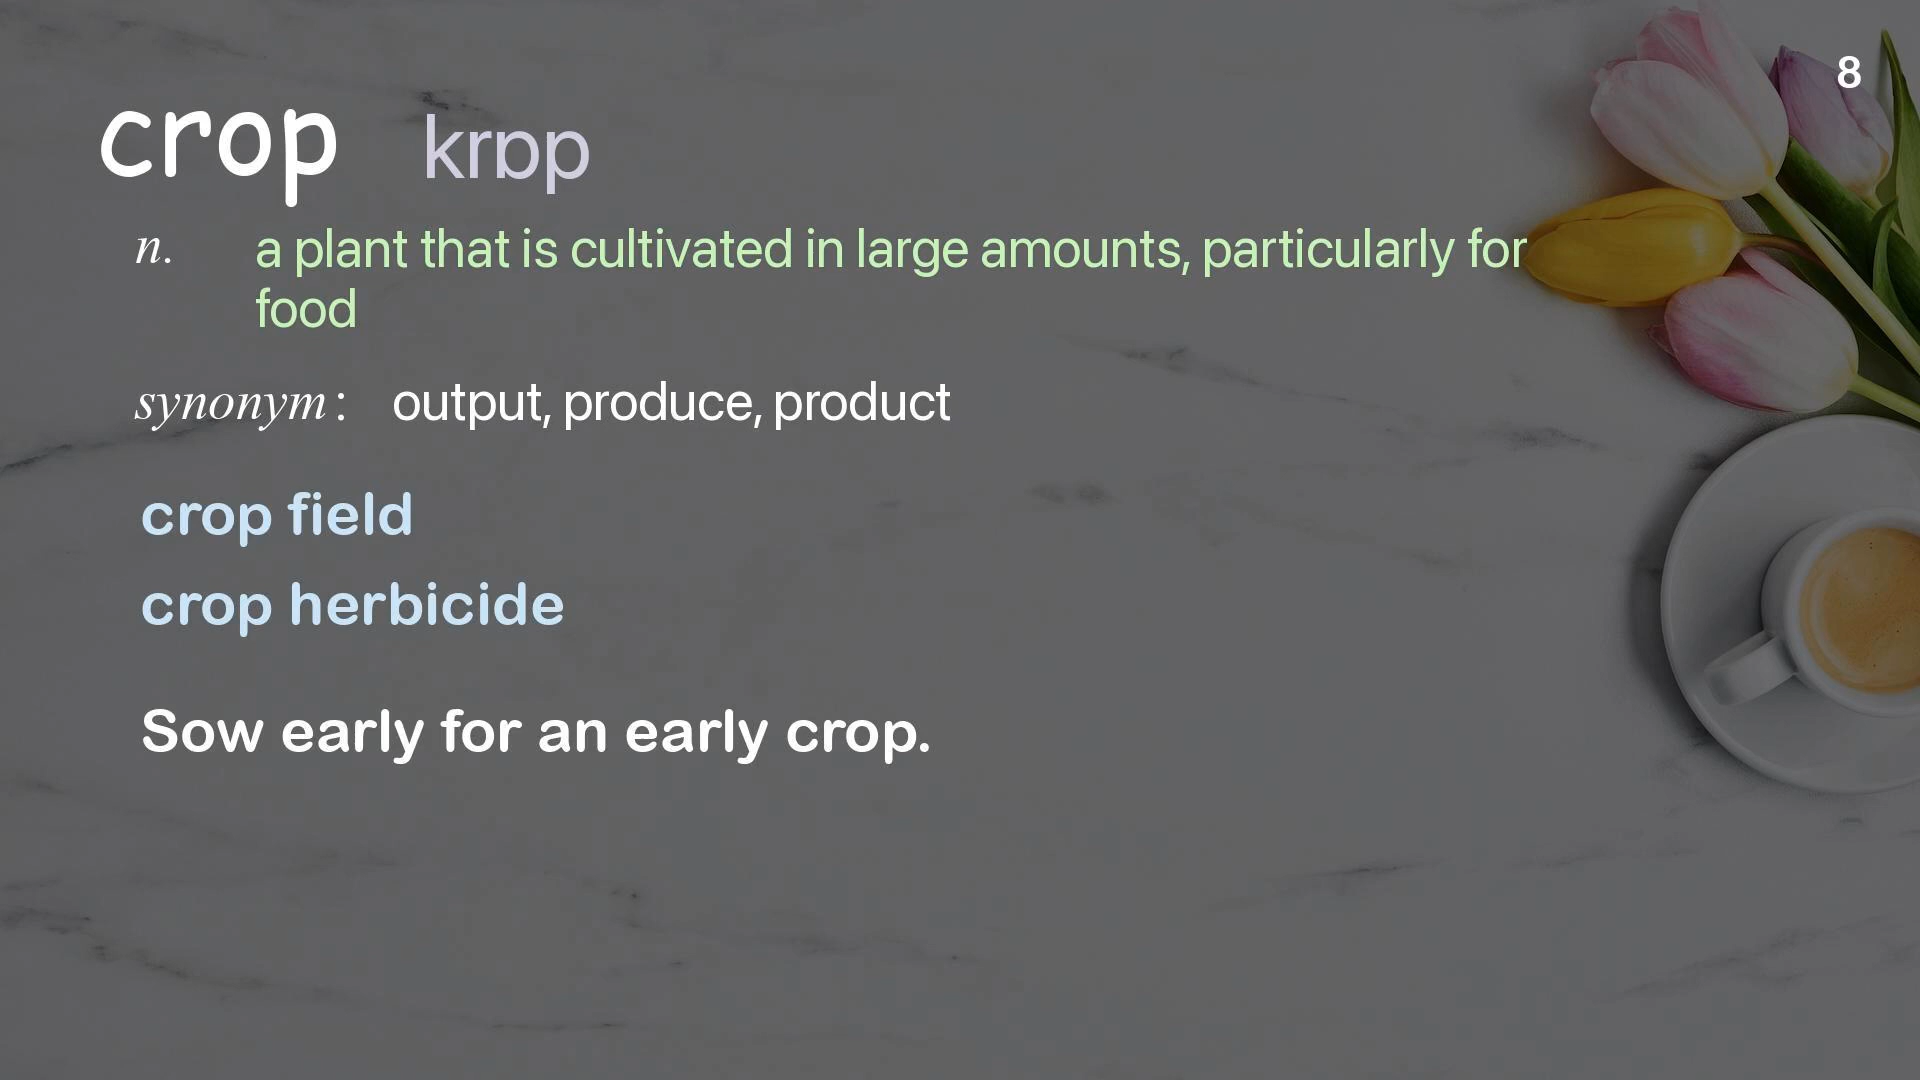 8
crop krɒp
n. a plant that is cultivated in large amounts, particularly for
food
synonym: output, produce, product
crop field
crop herbicide
Sow early for an early crop.